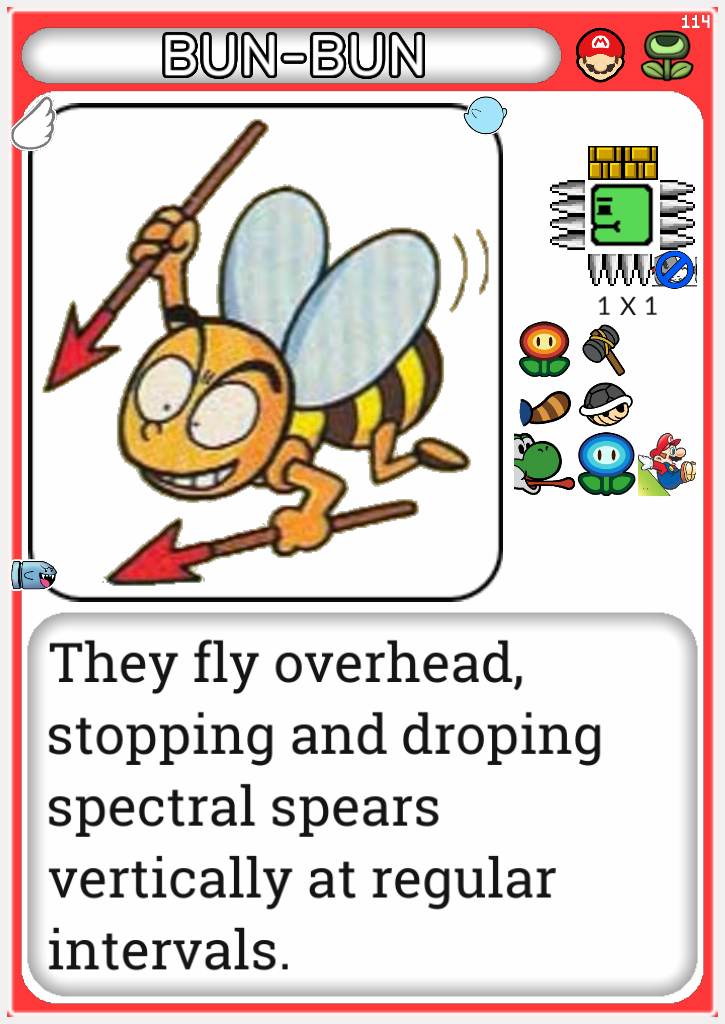 114
BUN-BUN
1 X 1
They fly overhead,
stopping and droping
spectral spears
vertically at regular
intervals.